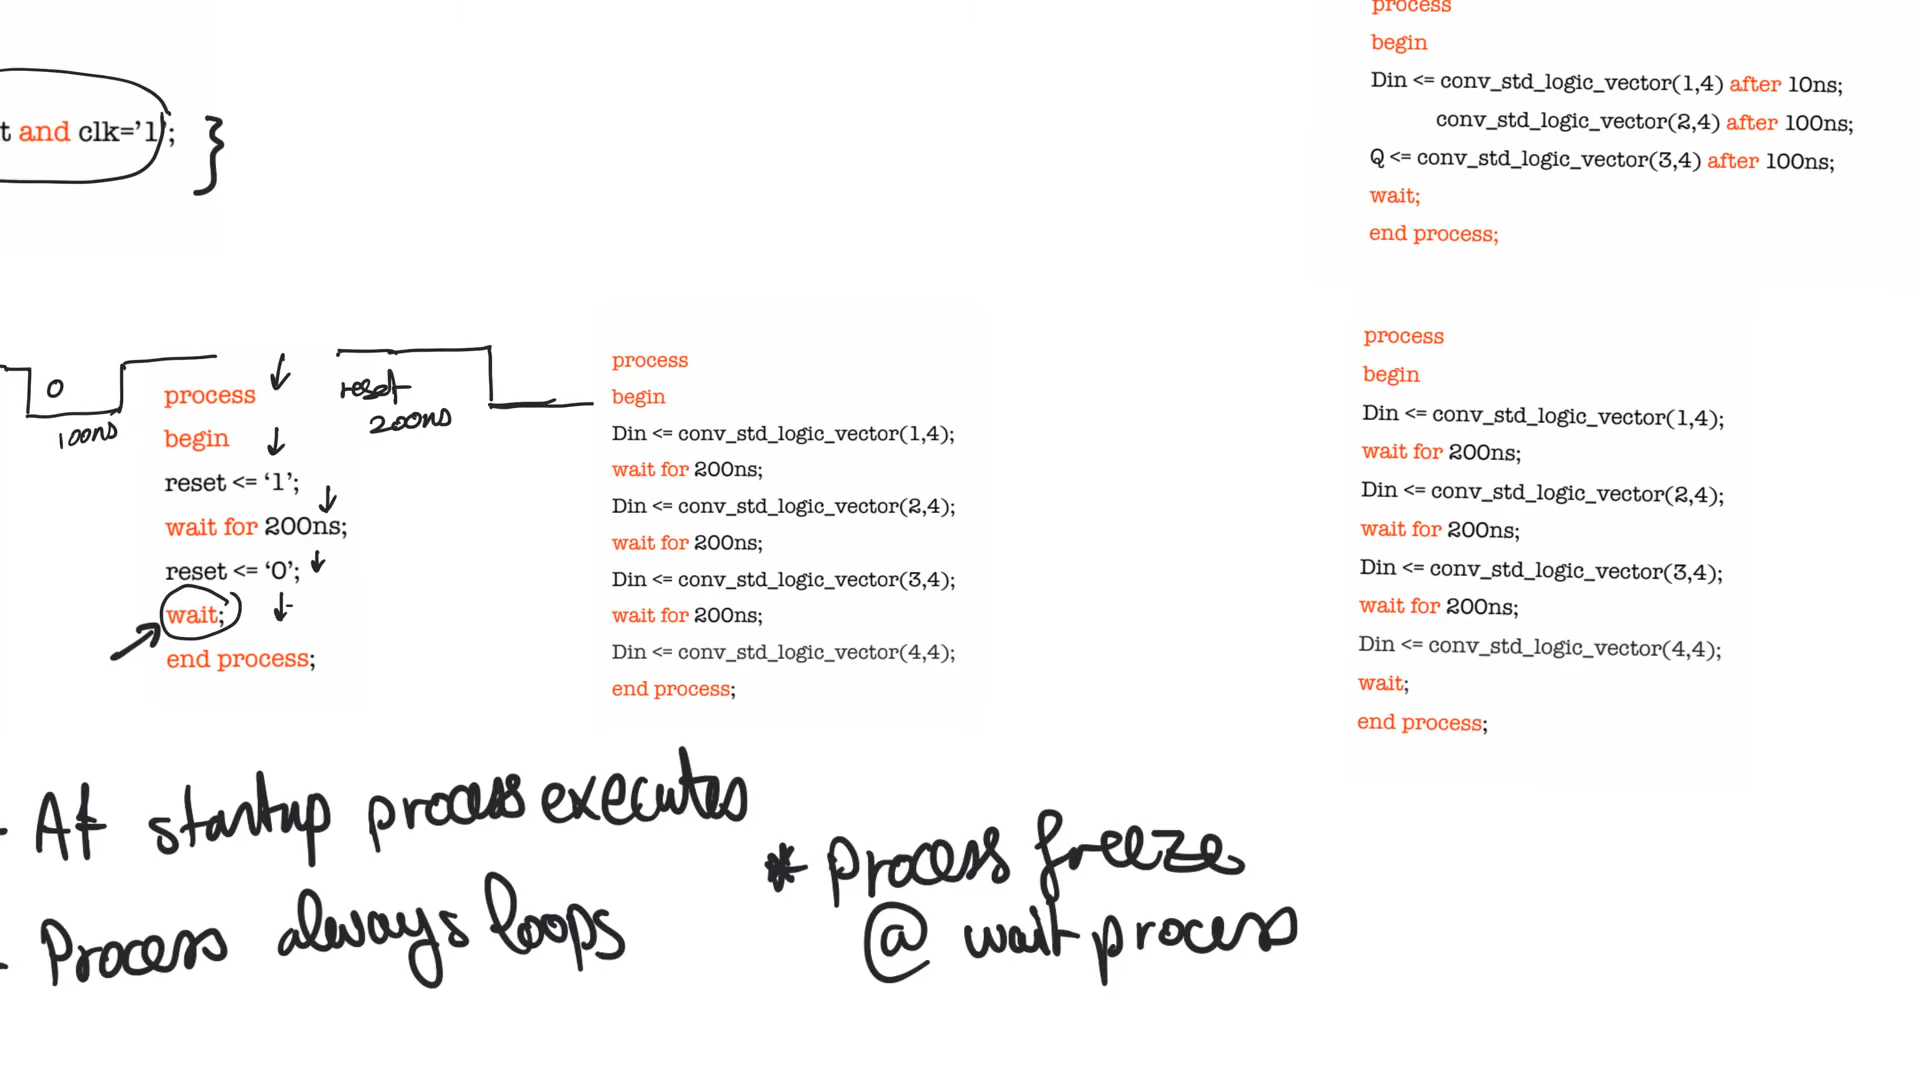 t and clk='1';
}
process
begin
Din <= conv_std_logic_vector(1,4) after 10ns;
conv_std_logic_vector(2,4) after 100ns;
Q <= conv_std_logic_vector(3,4) after 100ns;
wait;
end process;
0
100ns
process
begin
reset <= ‘1’;
wait for 200ns;
reset <= ‘0’;
wait;
end process;
reset
200ns
process
begin
Din <= conv_std_logic_vector(1,4);
wait for 200ns;
Din <= conv_std_logic_vector(2,4);
wait for 200ns;
Din <= conv_std_logic_vector(3,4);
wait for 200ns;
Din <= conv_std_logic_vector(4,4);
end process;
process
begin
Din <= conv_std_logic_vector(1,4);
wait for 200ns;
Din <= conv_std_logic_vector(2,4);
wait for 200ns;
Din <= conv_std_logic_vector(3,4);
wait for 200ns;
Din <= conv_std_logic_vector(4,4);
wait;
end process;
- At startup process executes
- Process always loops
* process freeze
@ wait process